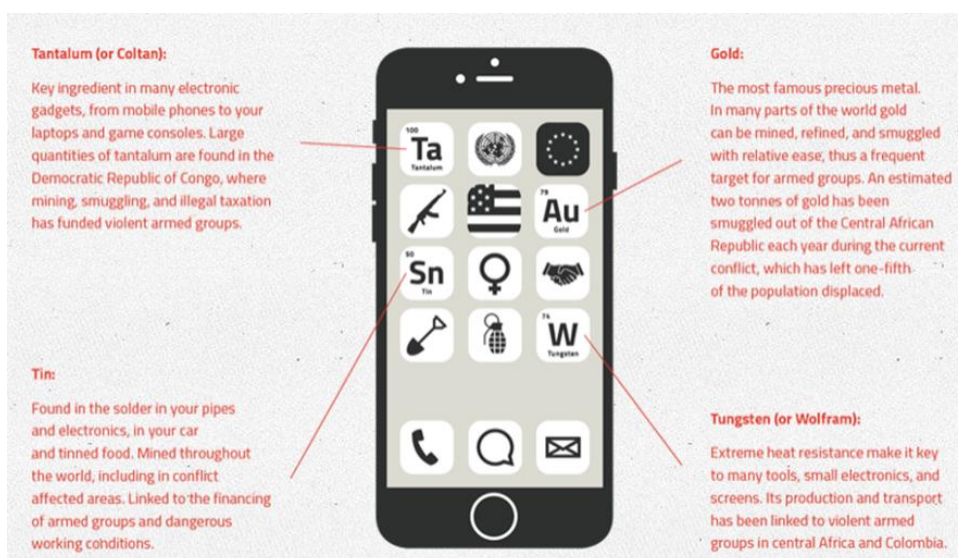 Tantalum (or Coltan):
Key ingredient in many electronic
gadgets, from mobile phones to your
laptops and game consoles. Large
quantities of tantalum are found in the
Democratic Republic of Congo, where
mining, smuggling, and illegal taxation
has funded violent armed groups.
Tin:
Found in the solder in your pipes
and electronics, in your car
and tinned food. Mined throughout
the world, including in conflict
affected areas. Linked to the financing
of armed groups and dangerous
working conditions.
100
Ta
Tantalum
79
Au
Gold
50
Sn
Tin
74
W
Tungsten
Gold:
The most famous precious metal.
In many parts of the world gold
can be mined, refined, and smuggled
with relative ease, thus a frequent
target for armed groups. An estimated
two tonnes of gold has been
smuggled out of the Central African
Republic each year during the current
conflict, which has left one-fifth
of the population displaced.
Tungsten (or Wolfram):
Extreme heat resistance make it key
to many tools, small electronics, and
screens. Its production and transport
has been linked to violent armed
groups in central Africa and Colombia.